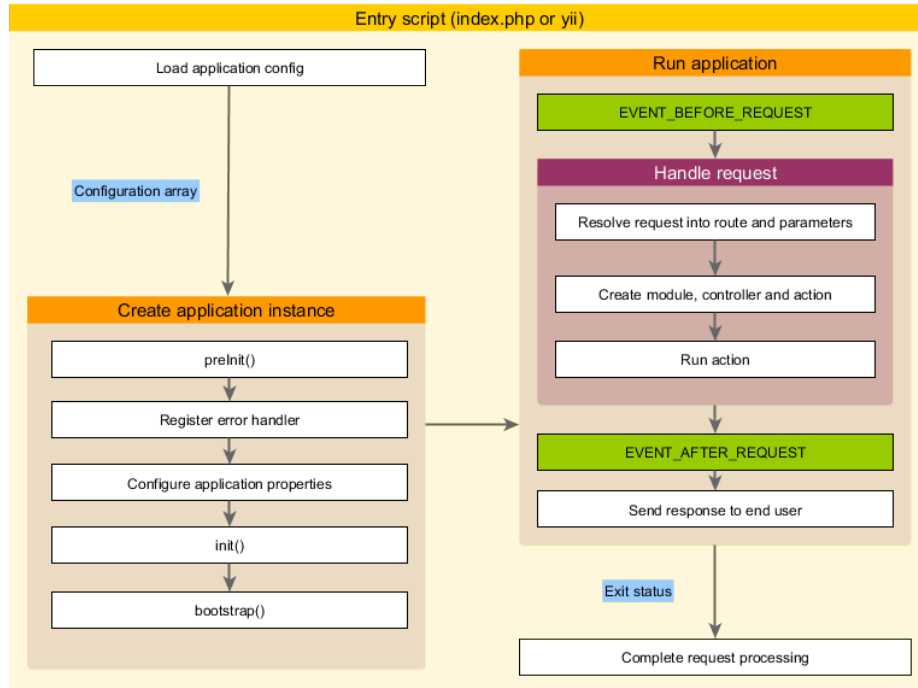 Entry script (index.php or yii)
Load application config
Configuration array
Create application instance
preInit()
Register error handler
Configure application properties
init()
bootstrap()
Run application
EVENT_BEFORE_REQUEST
Handle request
Resolve request into route and parameters
Create module, controller and action
Run action
EVENT_AFTER_REQUEST
Send response to end user
Exit status
Complete request processing